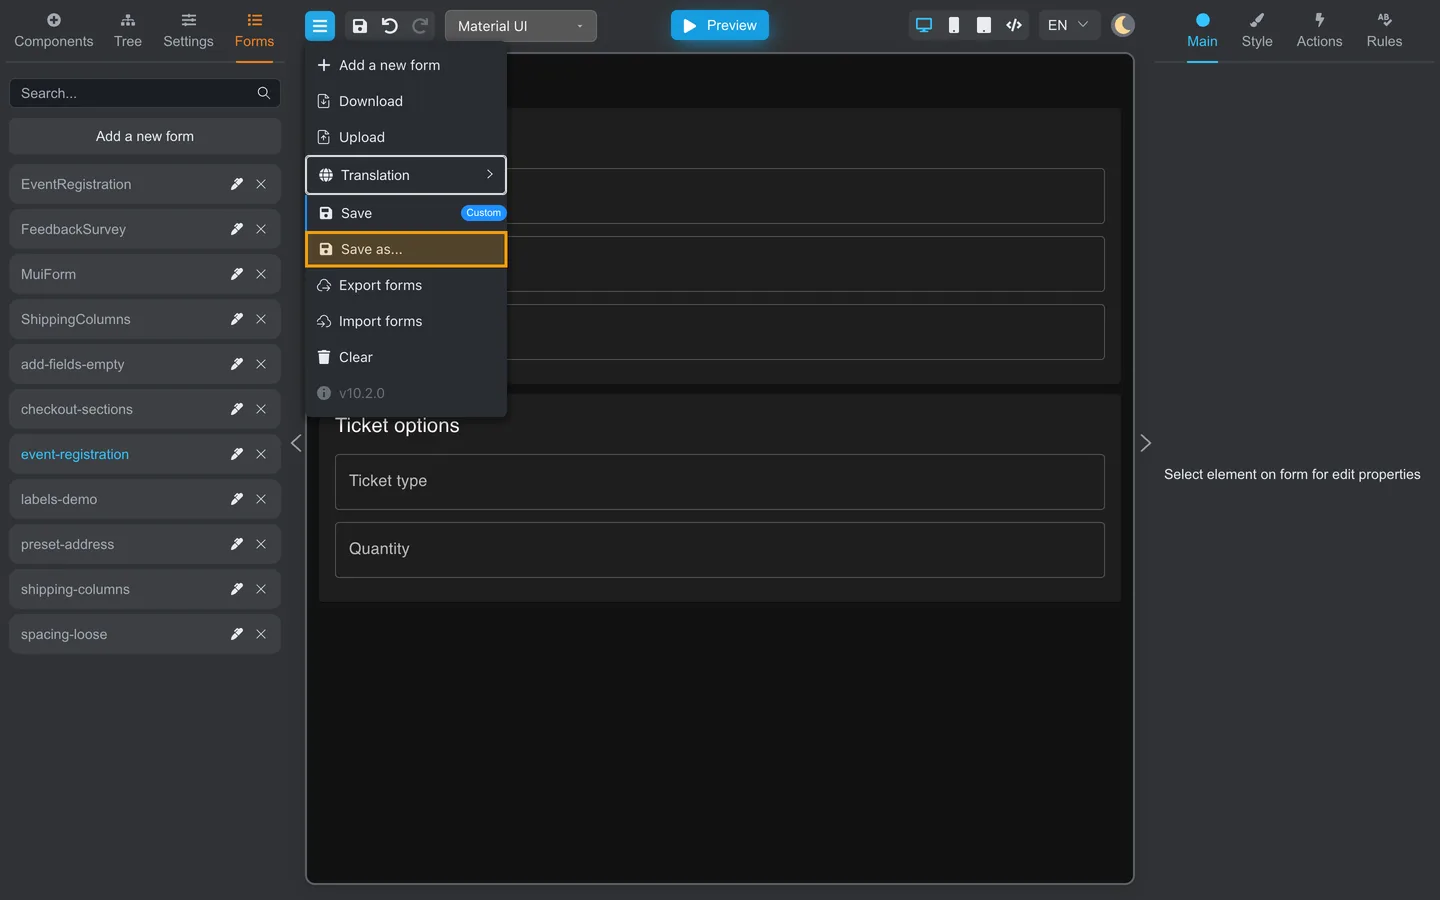 Components
Tree
Settings
Forms
Material UI
Preview
EN
Main
Style
Actions
AB
Rules
Search...
Add a new form
EventRegistration
FeedbackSurvey
MuiForm
ShippingColumns
add-fields-empty
checkout-sections
event-registration
labels-demo
preset-address
shipping-columns
spacing-loose
Add a new form
Download
Upload
Translation
Save
Custom
Save as...
Export forms
Import forms
Clear
v10.2.0
Ticket options
Ticket type
Quantity
Select element on form for edit properties